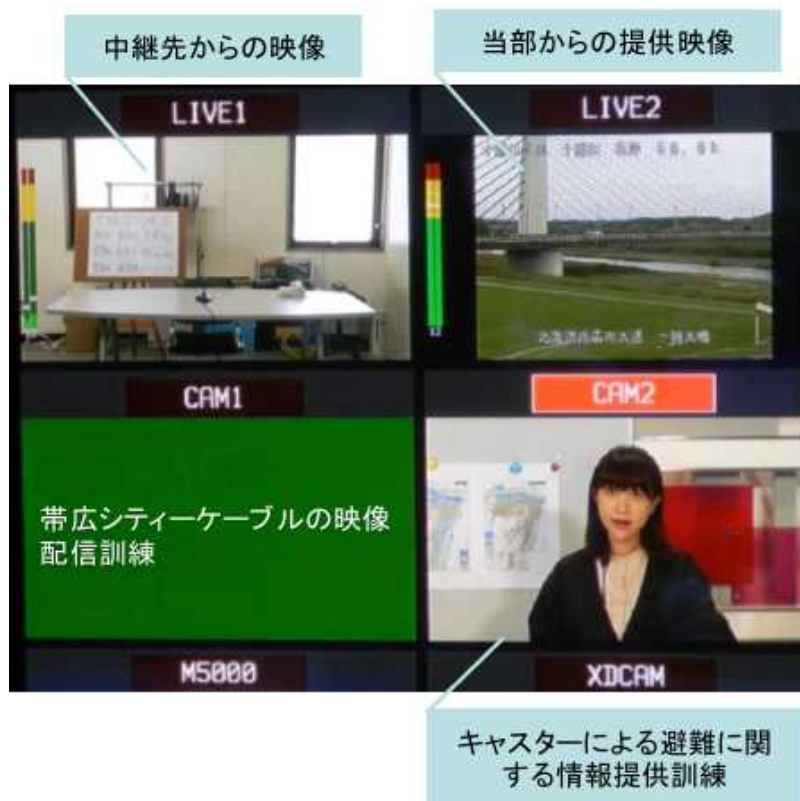 中継先からの映像
当部からの提供映像
LIVE1
LIVE2
CAM1
CAM2
帯広シティーケーブルの映像
配信訓練
M5000
XDCAM
キャスターによる避難に関
する情報提供訓練